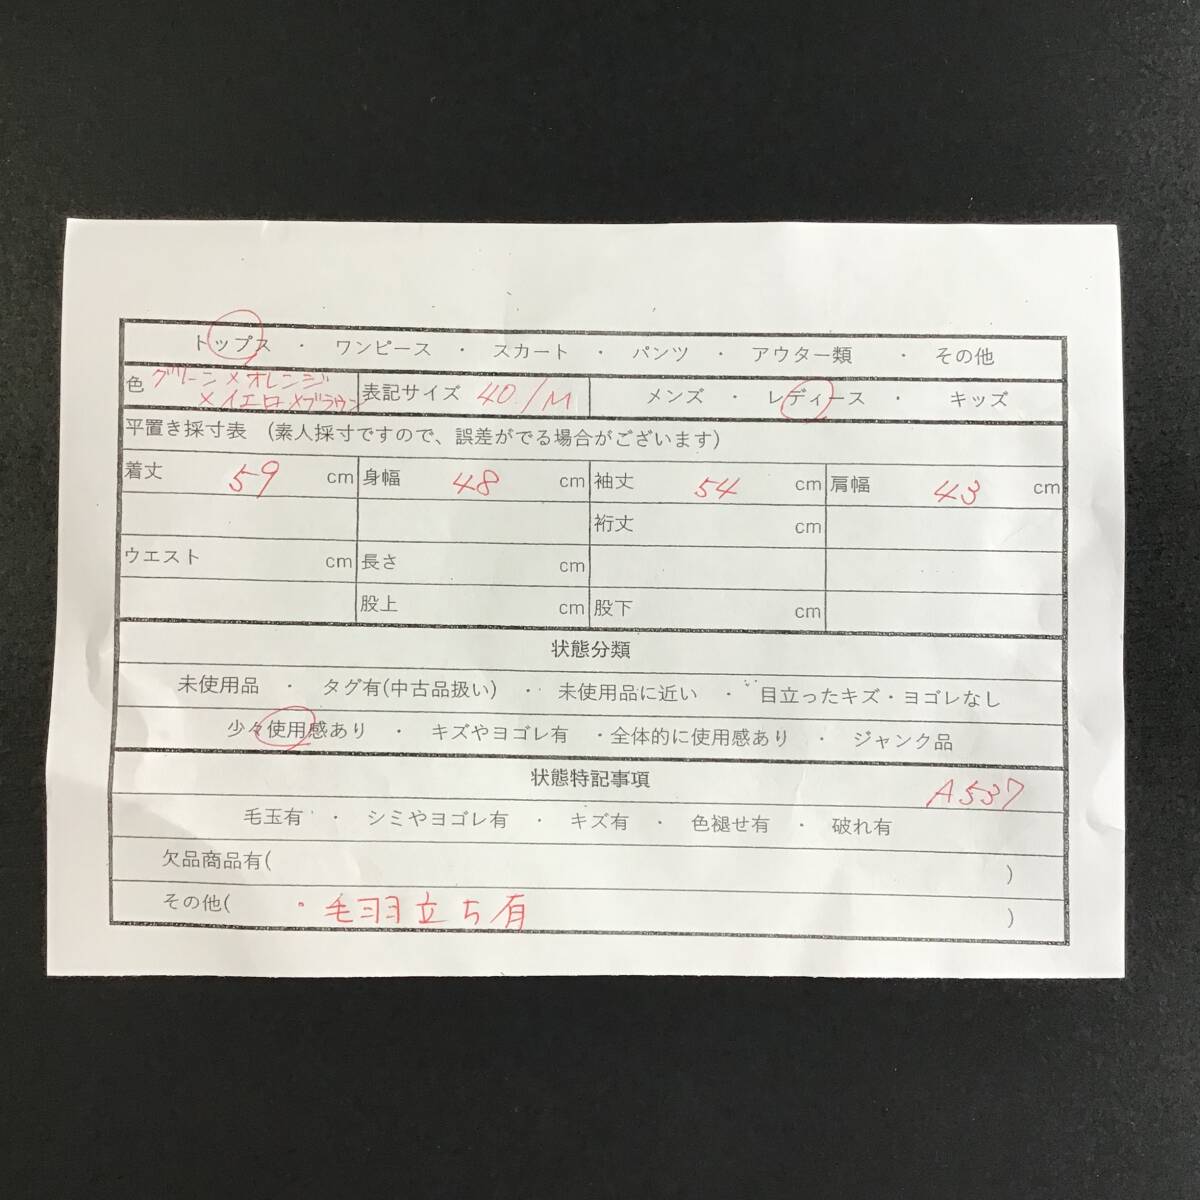 トップス ・ ワンピース ・ スカート ・ パンツ ・ アウター類 ・ その他
色 グリーン×オレンジ
×イエロー×ブラウン
表記サイズ 40/M
メンズ ・ レディース ・ キッズ
平置き採寸表 (素人採寸ですので、誤差がでる場合がございます)
着丈 59 cm 身幅 48 cm 袖丈 54 cm 肩幅 43 cm
裄丈 cm
ウエスト cm 長さ cm
股上 cm 股下 cm
状態分類
未使用品 ・ タグ有(中古品扱い) ・ 未使用品に近い ・ 目立ったキズ・ヨゴレなし
少々使用感あり ・ キズやヨゴレ有 ・全体的に使用感あり ・ ジャンク品
状態特記事項
A537
毛玉有 ・ シミやヨゴレ有 ・ キズ有 ・ 色褪せ有 ・ 破れ有
欠品商品有( )
その他( ・毛羽立ち有 )